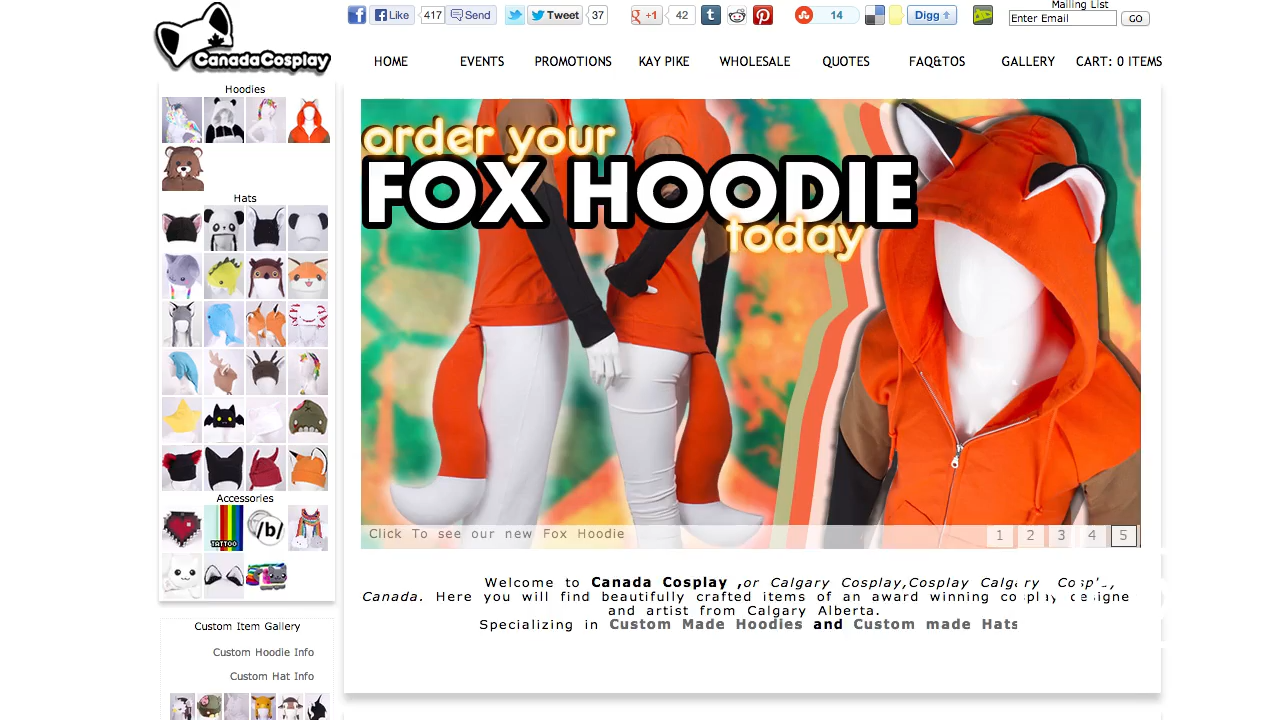 Like 417 Send Tweet 37 +1 42 14 Digg
Mailing List
Enter Email GO
CanadaCosplay
HOME EVENTS PROMOTIONS KAY PIKE WHOLESALE QUOTES FAQ&TOS GALLERY CART: 0 ITEMS
Hoodies
Hats
Accessories
TATTOO /b/
Custom Item Gallery
Custom Hoodie Info
Custom Hat Info
order your
FOX HOODIE
today
Click To see our new Fox Hoodie 1 2 3 4 5
Welcome to Canada Cosplay ,or Calgary Cosplay,Cosplay Calgary
Canada. Here you will find beautifully crafted items of an award winning
and artist from Calgary Alberta.
Specializing in Custom Made Hoodies and Custom made Hats